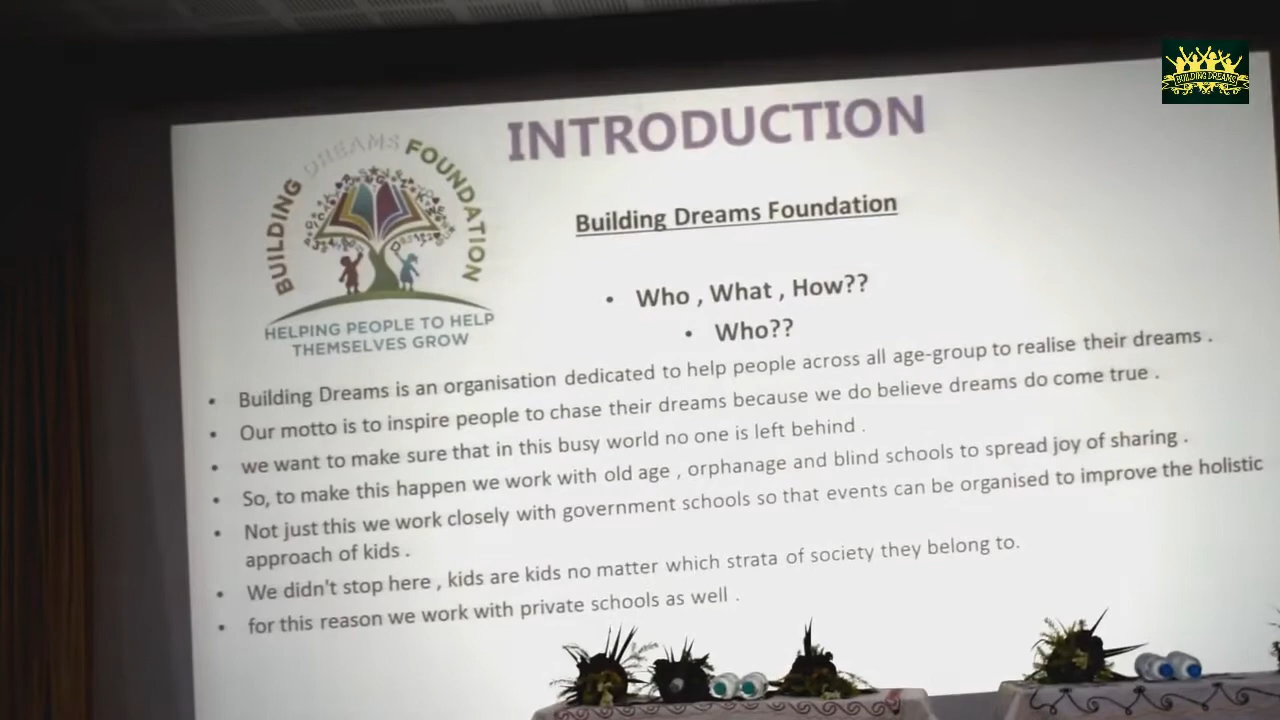 BUILDING DREAMS
INTRODUCTION
BUILDING DREAMS FOUNDATION
HELPING PEOPLE TO HELP
THEMSELVES GROW
Building Dreams Foundation
• Who , What , How??
• Who??
• Building Dreams is an organisation dedicated to help people across all age-group to realise their dreams .
• Our motto is to inspire people to chase their dreams because we do believe dreams do come true .
• we want to make sure that in this busy world no one is left behind .
• So, to make this happen we work with old age , orphanage and blind schools to spread joy of sharing .
• Not just this we work closely with government schools so that events can be organised to improve the holistic
approach of kids .
• We didn't stop here , kids are kids no matter which strata of society they belong to.
• for this reason we work with private schools as well .